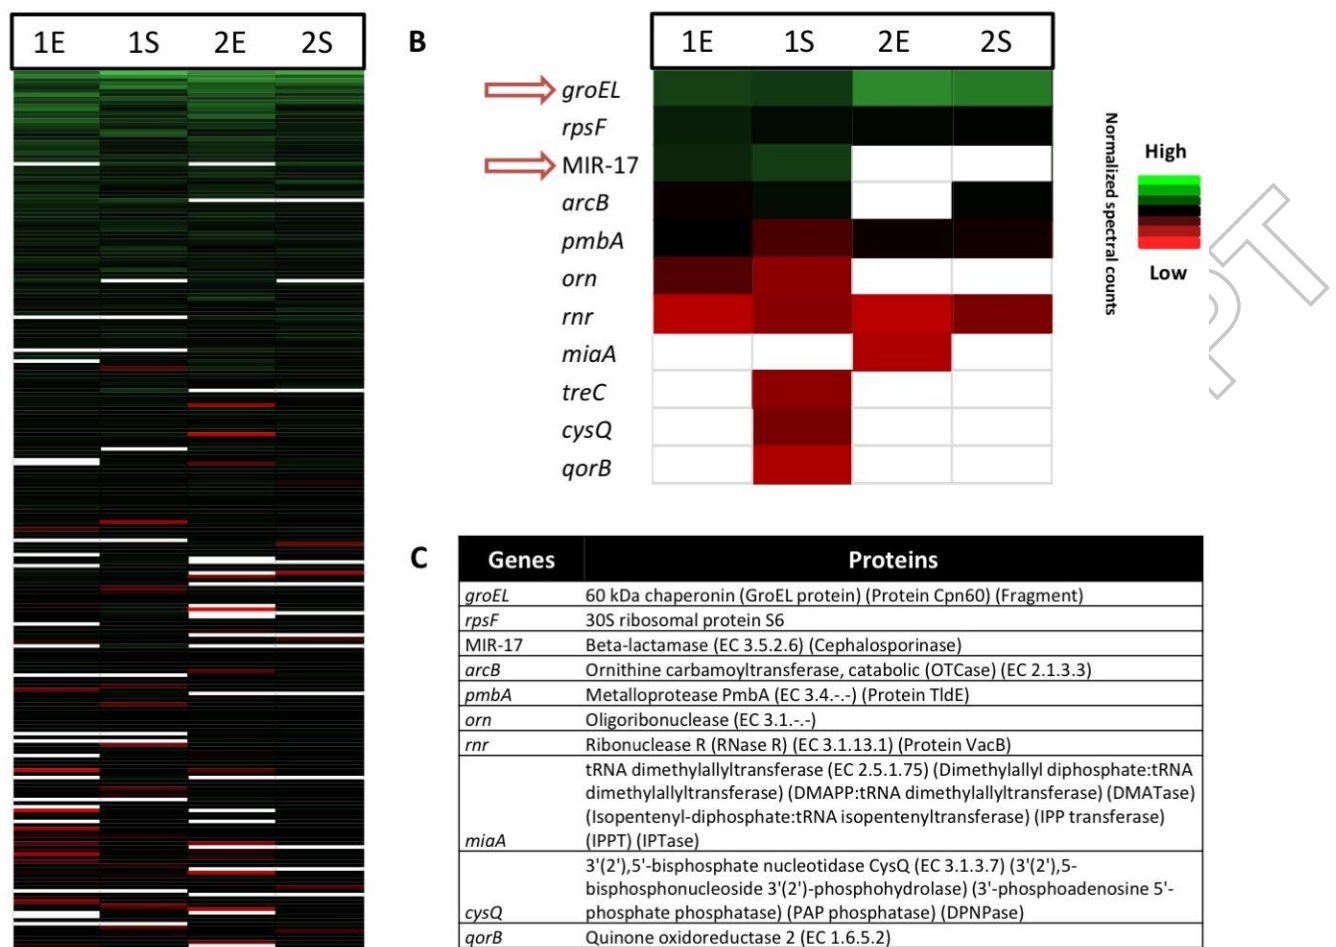 1E 1S 2E 2S
B
1E 1S 2E 2S
groEL
rpsF
MIR-17
arcB
pmbA
orn
rnr
miaA
treC
cysQ
qorB
Normalized spectral counts
High
Low
PT
C
Genes Proteins
groEL 60 kDa chaperonin (GroEL protein) (Protein Cpn60) (Fragment)
rpsF 30S ribosomal protein S6
MIR-17 Beta-lactamase (EC 3.5.2.6) (Cephalosporinase)
arcB Ornithine carbamoyltransferase, catabolic (OTCase) (EC 2.1.3.3)
pmbA Metalloprotease PmbA (EC 3.4.-.-) (Protein TldE)
orn Oligoribonuclease (EC 3.1.-.-)
rnr Ribonuclease R (RNase R) (EC 3.1.13.1) (Protein VacB)
tRNA dimethylallyltransferase (EC 2.5.1.75) (Dimethylallyl diphosphate:tRNA
dimethylallyltransferase) (DMAPP:tRNA dimethylallyltransferase) (DMATase)
(Isopentenyl-diphosphate:tRNA isopentenyltransferase) (IPP transferase)
miaA (IPPT) (IPTase)
3'(2'),5'-bisphosphate nucleotidase CysQ (EC 3.1.3.7) (3'(2'),5-
bisphosphonucleoside 3'(2')-phosphohydrolase) (3'-phosphoadenosine 5'-
cysQ phosphate phosphatase) (PAP phosphatase) (DPNPase)
qorB Quinone oxidoreductase 2 (EC 1.6.5.2)